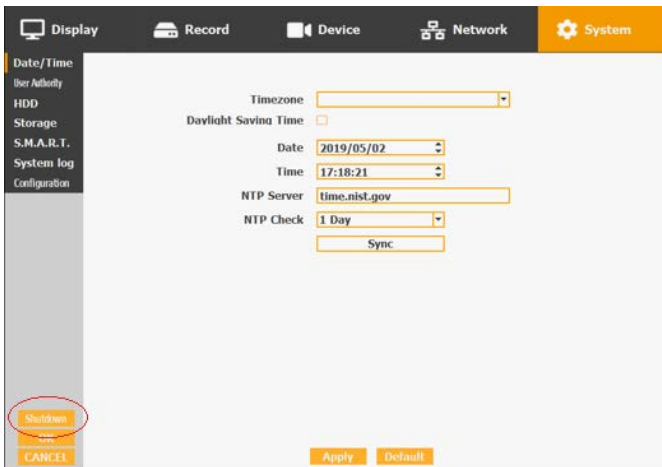 Display Record Device Network System
Date/Time
User Authority
HDD
Storage
S.M.A.R.T.
System log
Configuration
Timezone
Daylight Saving Time
Date 2019/05/02
Time 17:18:21
NTP Server time.nist.gov
NTP Check 1 Day
Sync
Shutdown
OK
CANCEL
Apply Default